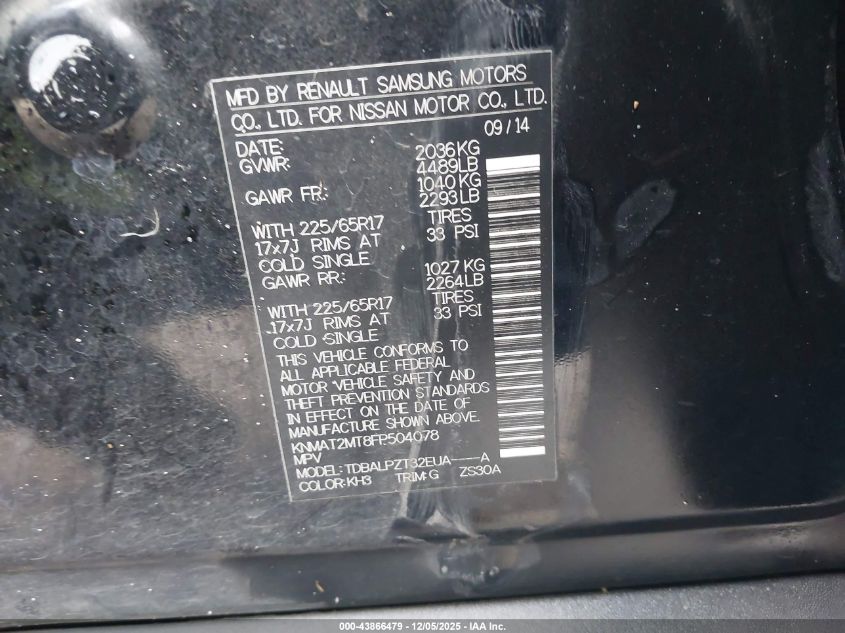 MFD BY RENAULT SAMSUNG MOTORS
CO., LTD. FOR NISSAN MOTOR CO., LTD.
DATE: 09/14
GVWR: 2036KG
4489LB
GAWR FR.: 1040KG
2293LB
WITH 225/65R17 TIRES
17x7J RIMS AT 33 PSI
COLD SINGLE
GAWR RR.: 1027KG
2264LB
WITH 225/65R17 TIRES
17x7J RIMS AT 33 PSI
COLD SINGLE
THIS VEHICLE CONFORMS TO
ALL APPLICABLE FEDERAL
MOTOR VEHICLE SAFETY AND
THEFT PREVENTION STANDARDS
IN EFFECT ON THE DATE OF
MANUFACTURE SHOWN ABOVE.
KNMAT2MT8FP504078
MPV
MODEL: TDBALPZT32EUA----A
COLOR: KH3 TRIM: G ZS30A
000-43866479 - 12/05/2025 - IAA Inc.